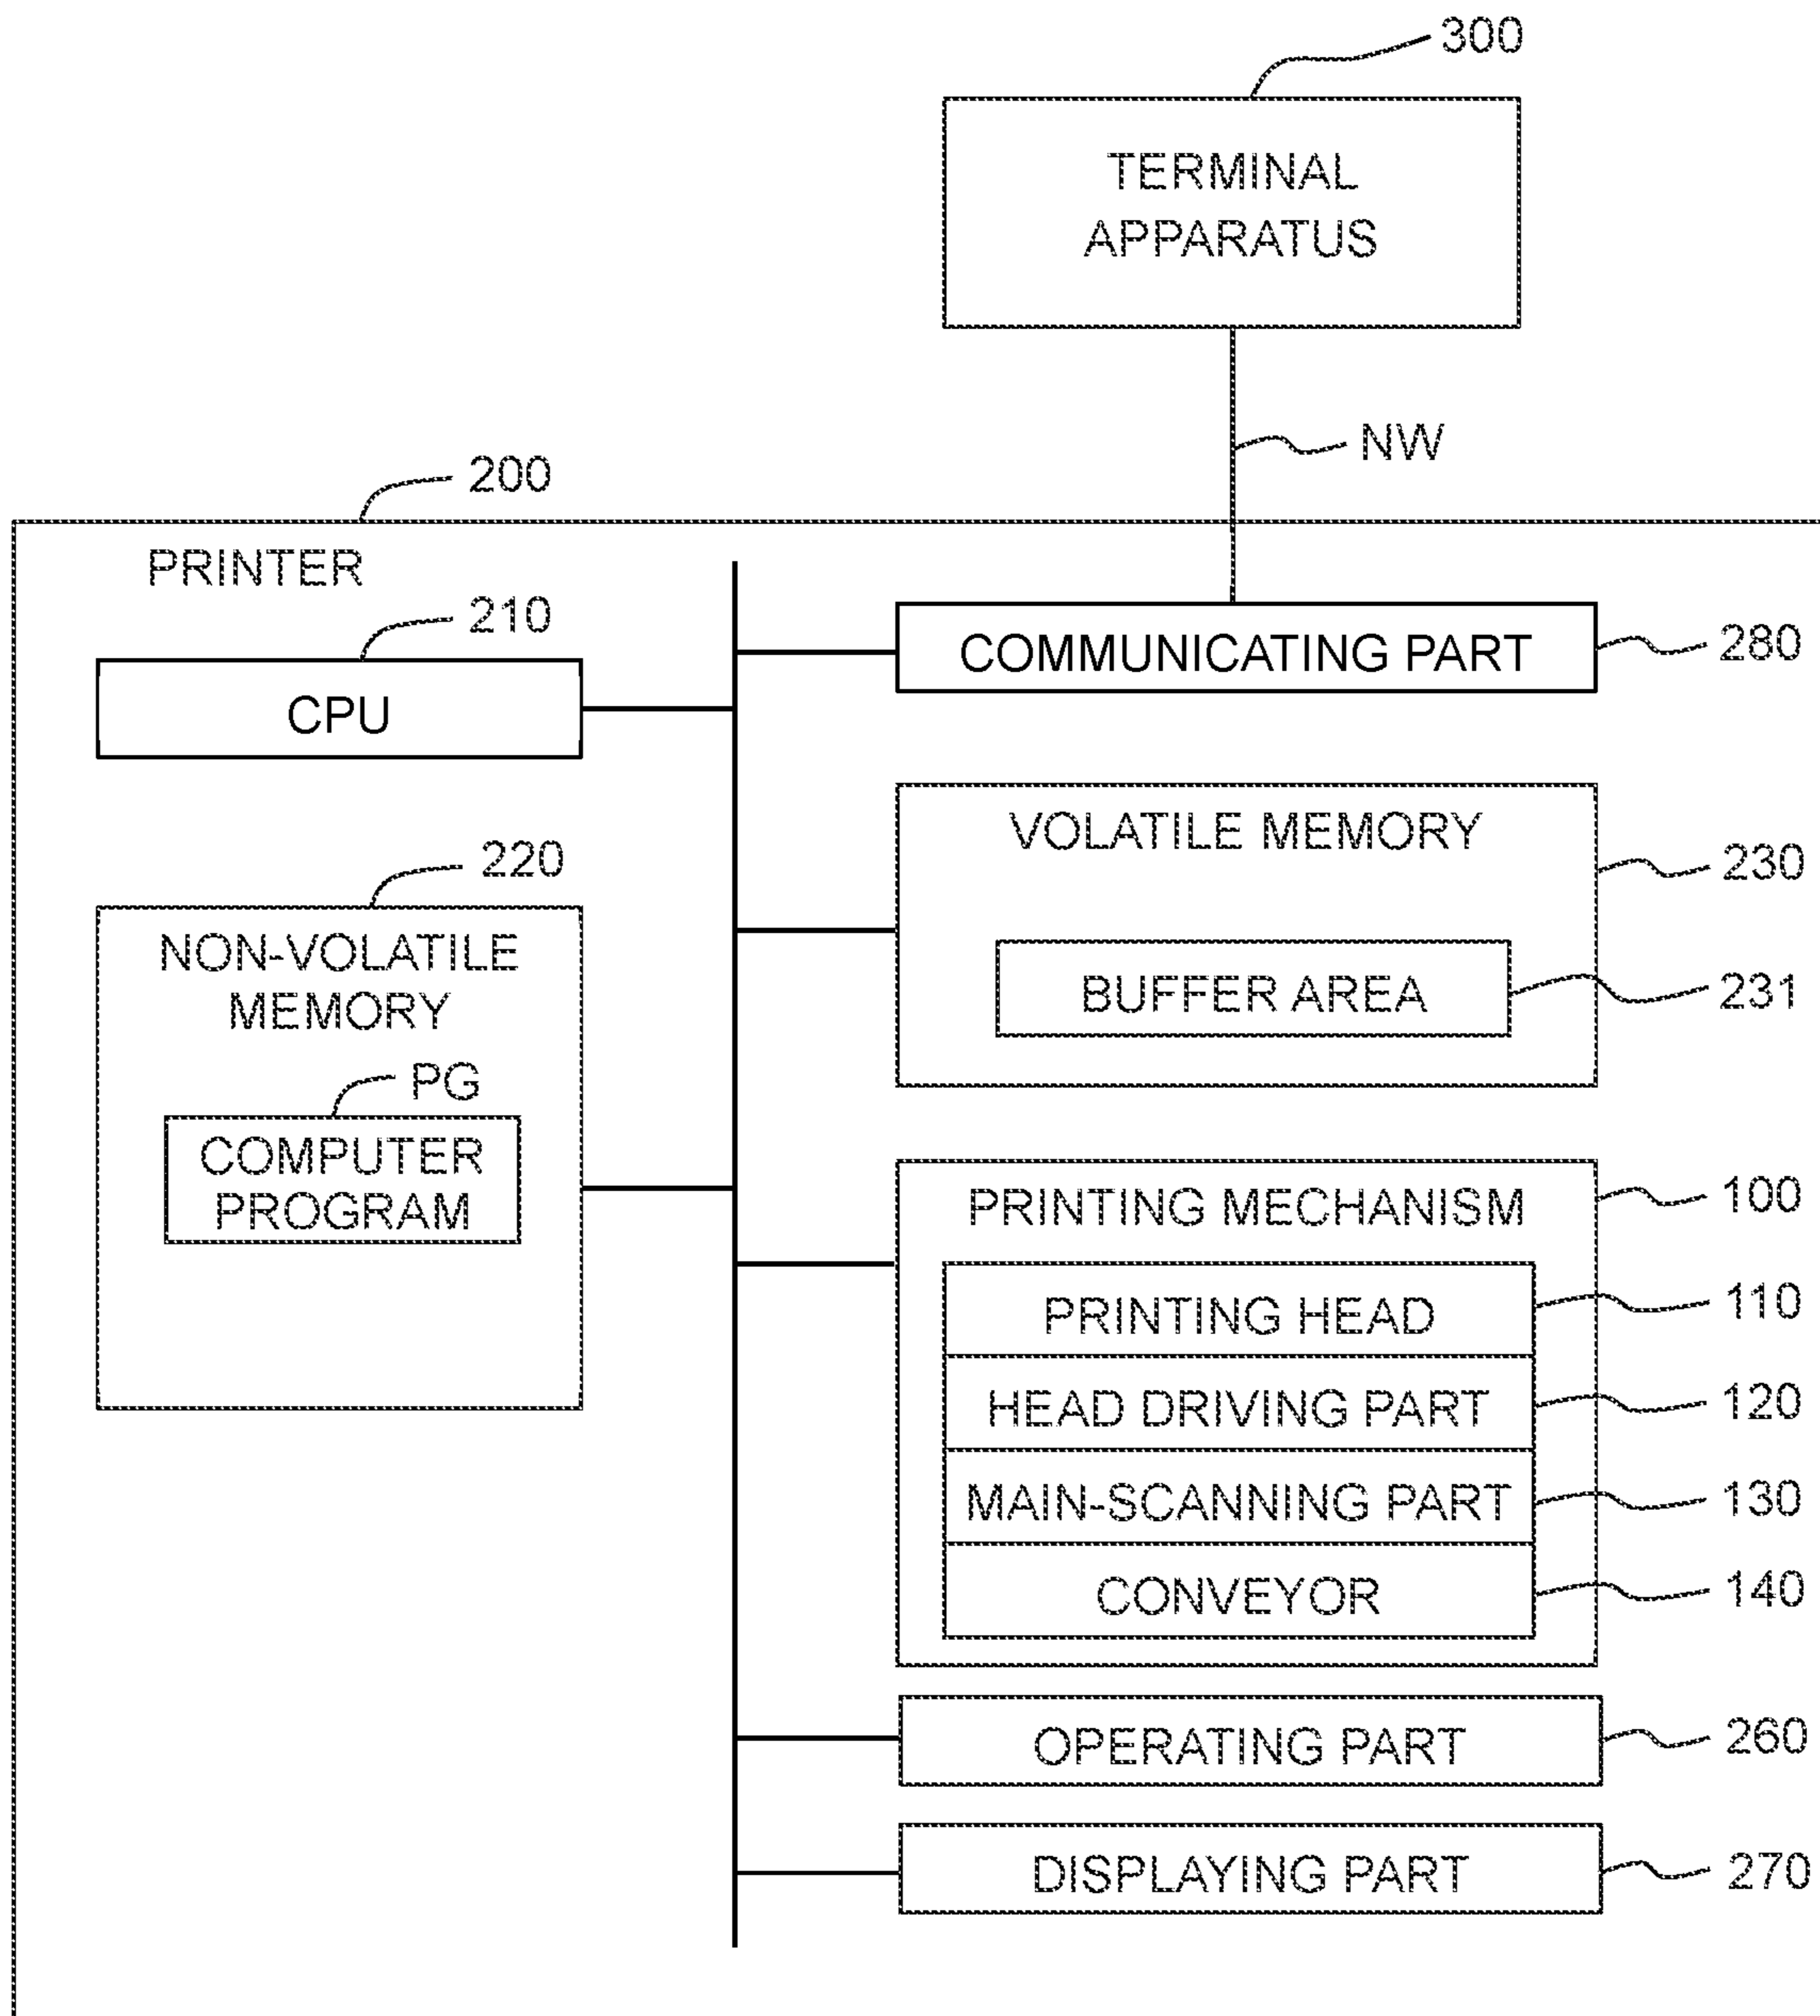 300
TERMINAL
APPARATUS
NW
200
PRINTER
210
CPU
COMMUNICATING PART
280
VOLATILE MEMORY
230
BUFFER AREA
231
220
NON-VOLATILE
MEMORY
PG
COMPUTER
PROGRAM
PRINTING MECHANISM
100
PRINTING HEAD
110
HEAD DRIVING PART
120
MAIN-SCANNING PART
130
CONVEYOR
140
OPERATING PART
260
DISPLAYING PART
270